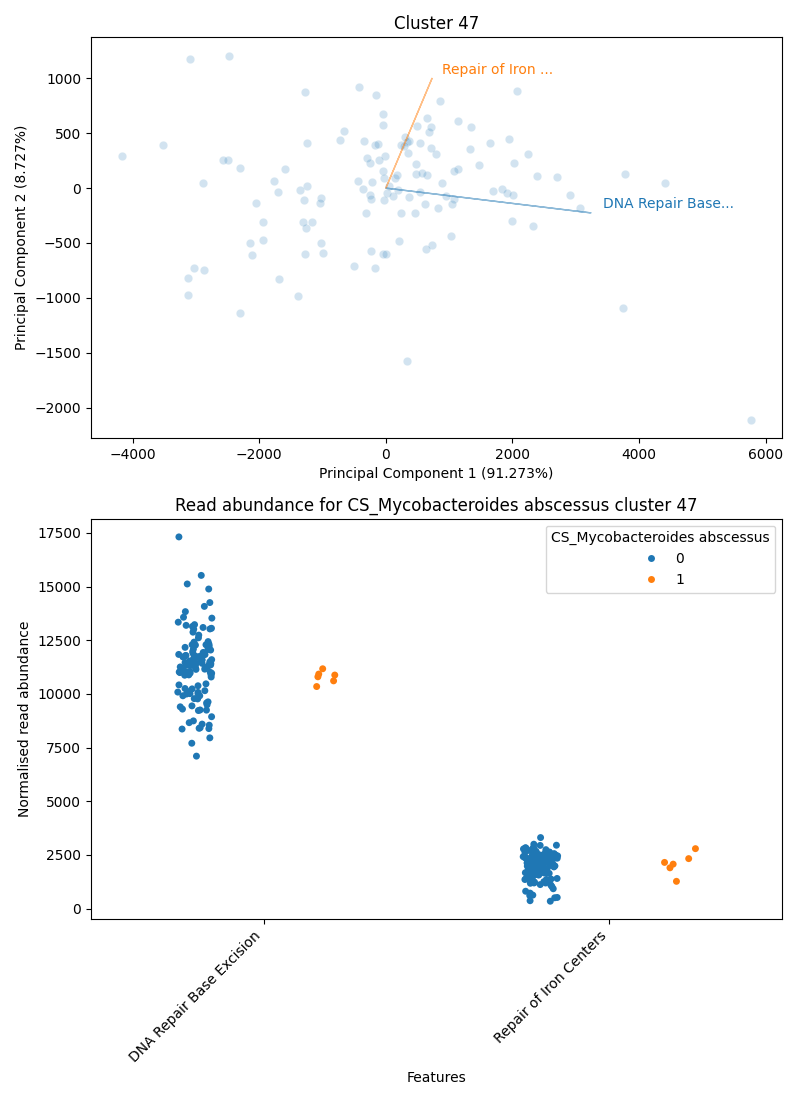 Cluster 47
Repair of Iron ...
DNA Repair Base...
1000
500
0
−500
−1000
−1500
−2000
Principal Component 2 (8.727%)
−4000
−2000
0
2000
4000
6000
Principal Component 1 (91.273%)
Read abundance for CS_Mycobacteroides abscessus cluster 47
CS_Mycobacteroides abscessus
0
1
17500
15000
12500
10000
7500
5000
2500
0
Normalised read abundance
DNA Repair Base Excision
Repair of Iron Centers
Features